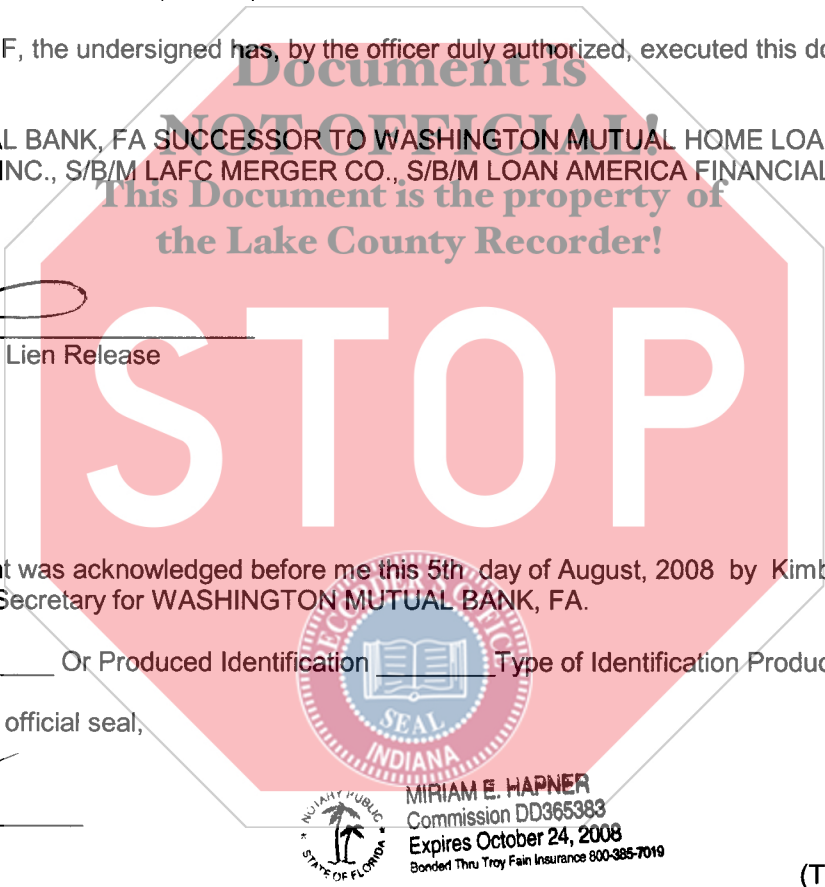 F, the undersigned has, by the officer duly authorized, executed this do
Document is
NOT OFFICIAL!
L BANK, FA SUCCESSOR TO WASHINGTON MUTUAL HOME LOA
INC., S/B/M LAFC MERGER CO., S/B/M LOAN AMERICA FINANCIAL
This Document is the property of
the Lake County Recorder!
Lien Release
STOP
t was acknowledged before me this 5th day of August, 2008 by Kimb
Secretary for WASHINGTON MUTUAL BANK, FA.
Or Produced Identification Type of Identification Produc
official seal,
RECORDER'S OFFICE
SEAL
INDIANA
NOTARY PUBLIC
STATE OF FLORIDA
MIRIAM E. HAPNER
Commission DD365383
Expires October 24, 2008
Bonded Thru Troy Fain Insurance 800-385-7019
(T